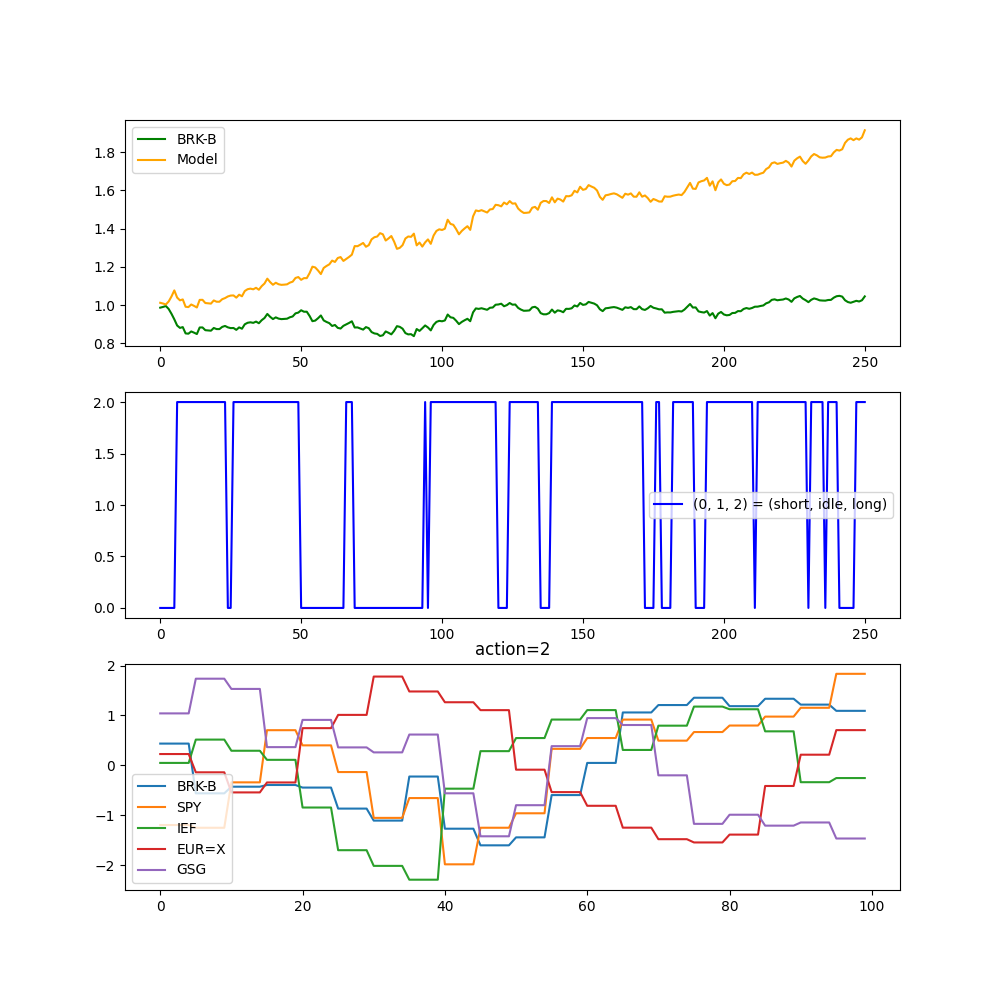 BRK-B
Model
1.8
1.6
1.4
1.2
1.0
0.8
0 50 100 150 200 250
2.0
1.5
1.0
0.5
0.0
(0, 1, 2) = (short, idle, long)
0 50 100 150 200 250
action=2
2
1
0
−1
−2
BRK-B
SPY
IEF
EUR=X
GSG
0 20 40 60 80 100